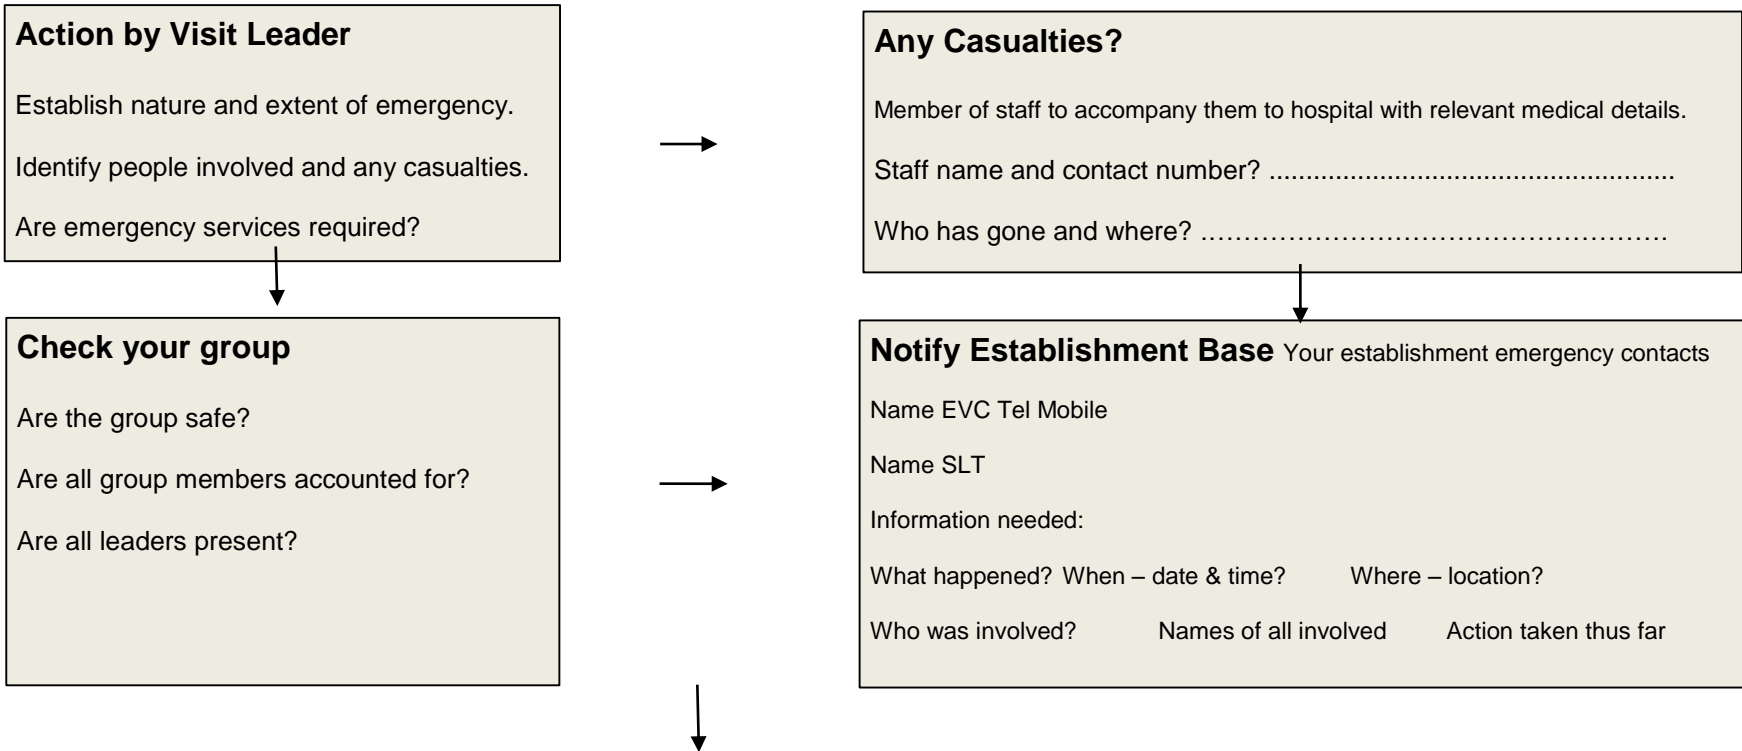 Action by Visit Leader
Establish nature and extent of emergency.
Identify people involved and any casualties.
Are emergency services required?
Any Casualties?
Member of staff to accompany them to hospital with relevant medical details.
Staff name and contact number? ......................................................
Who has gone and where? ……………………………………………….
Check your group
Are the group safe?
Are all group members accounted for?
Are all leaders present?
Notify Establishment Base Your establishment emergency contacts
Name EVC Tel Mobile
Name SLT
Information needed:
What happened? When – date & time? Where – location?
Who was involved? Names of all involved Action taken thus far